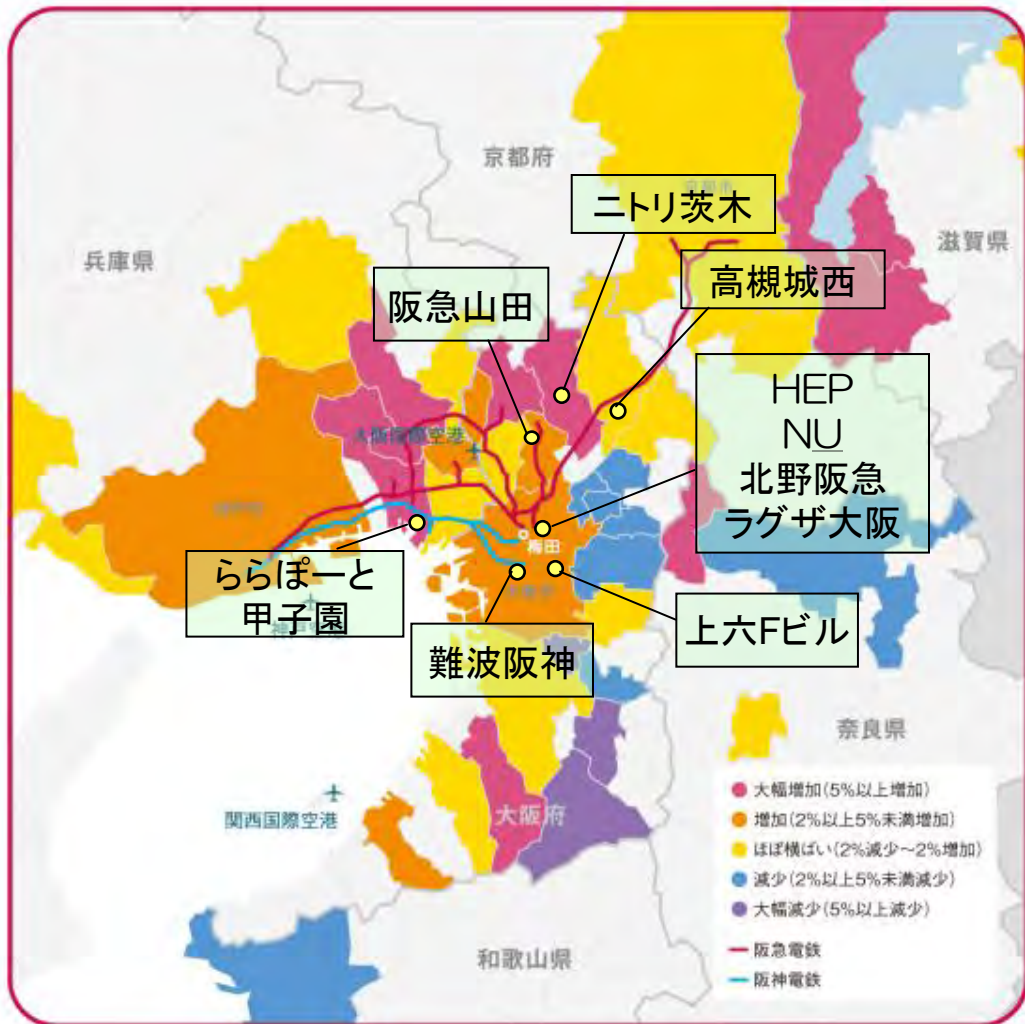 京都府
ニトリ茨木
滋賀県
兵庫県
高槻城西
阪急山田
HEP
NU
北野阪急
ラグザ大阪
大阪国際空港
梅田
ららぽーと
甲子園
上六Fビル
難波阪神
奈良県
大幅増加(5%以上増加)
増加(2%以上5%未満増加)
ほぼ横ばい(2%減少～2%増加)
減少(2%以上5%未満減少)
大幅減少(5%以上減少)
阪急電鉄
阪神電鉄
関西国際空港
大阪府
和歌山県